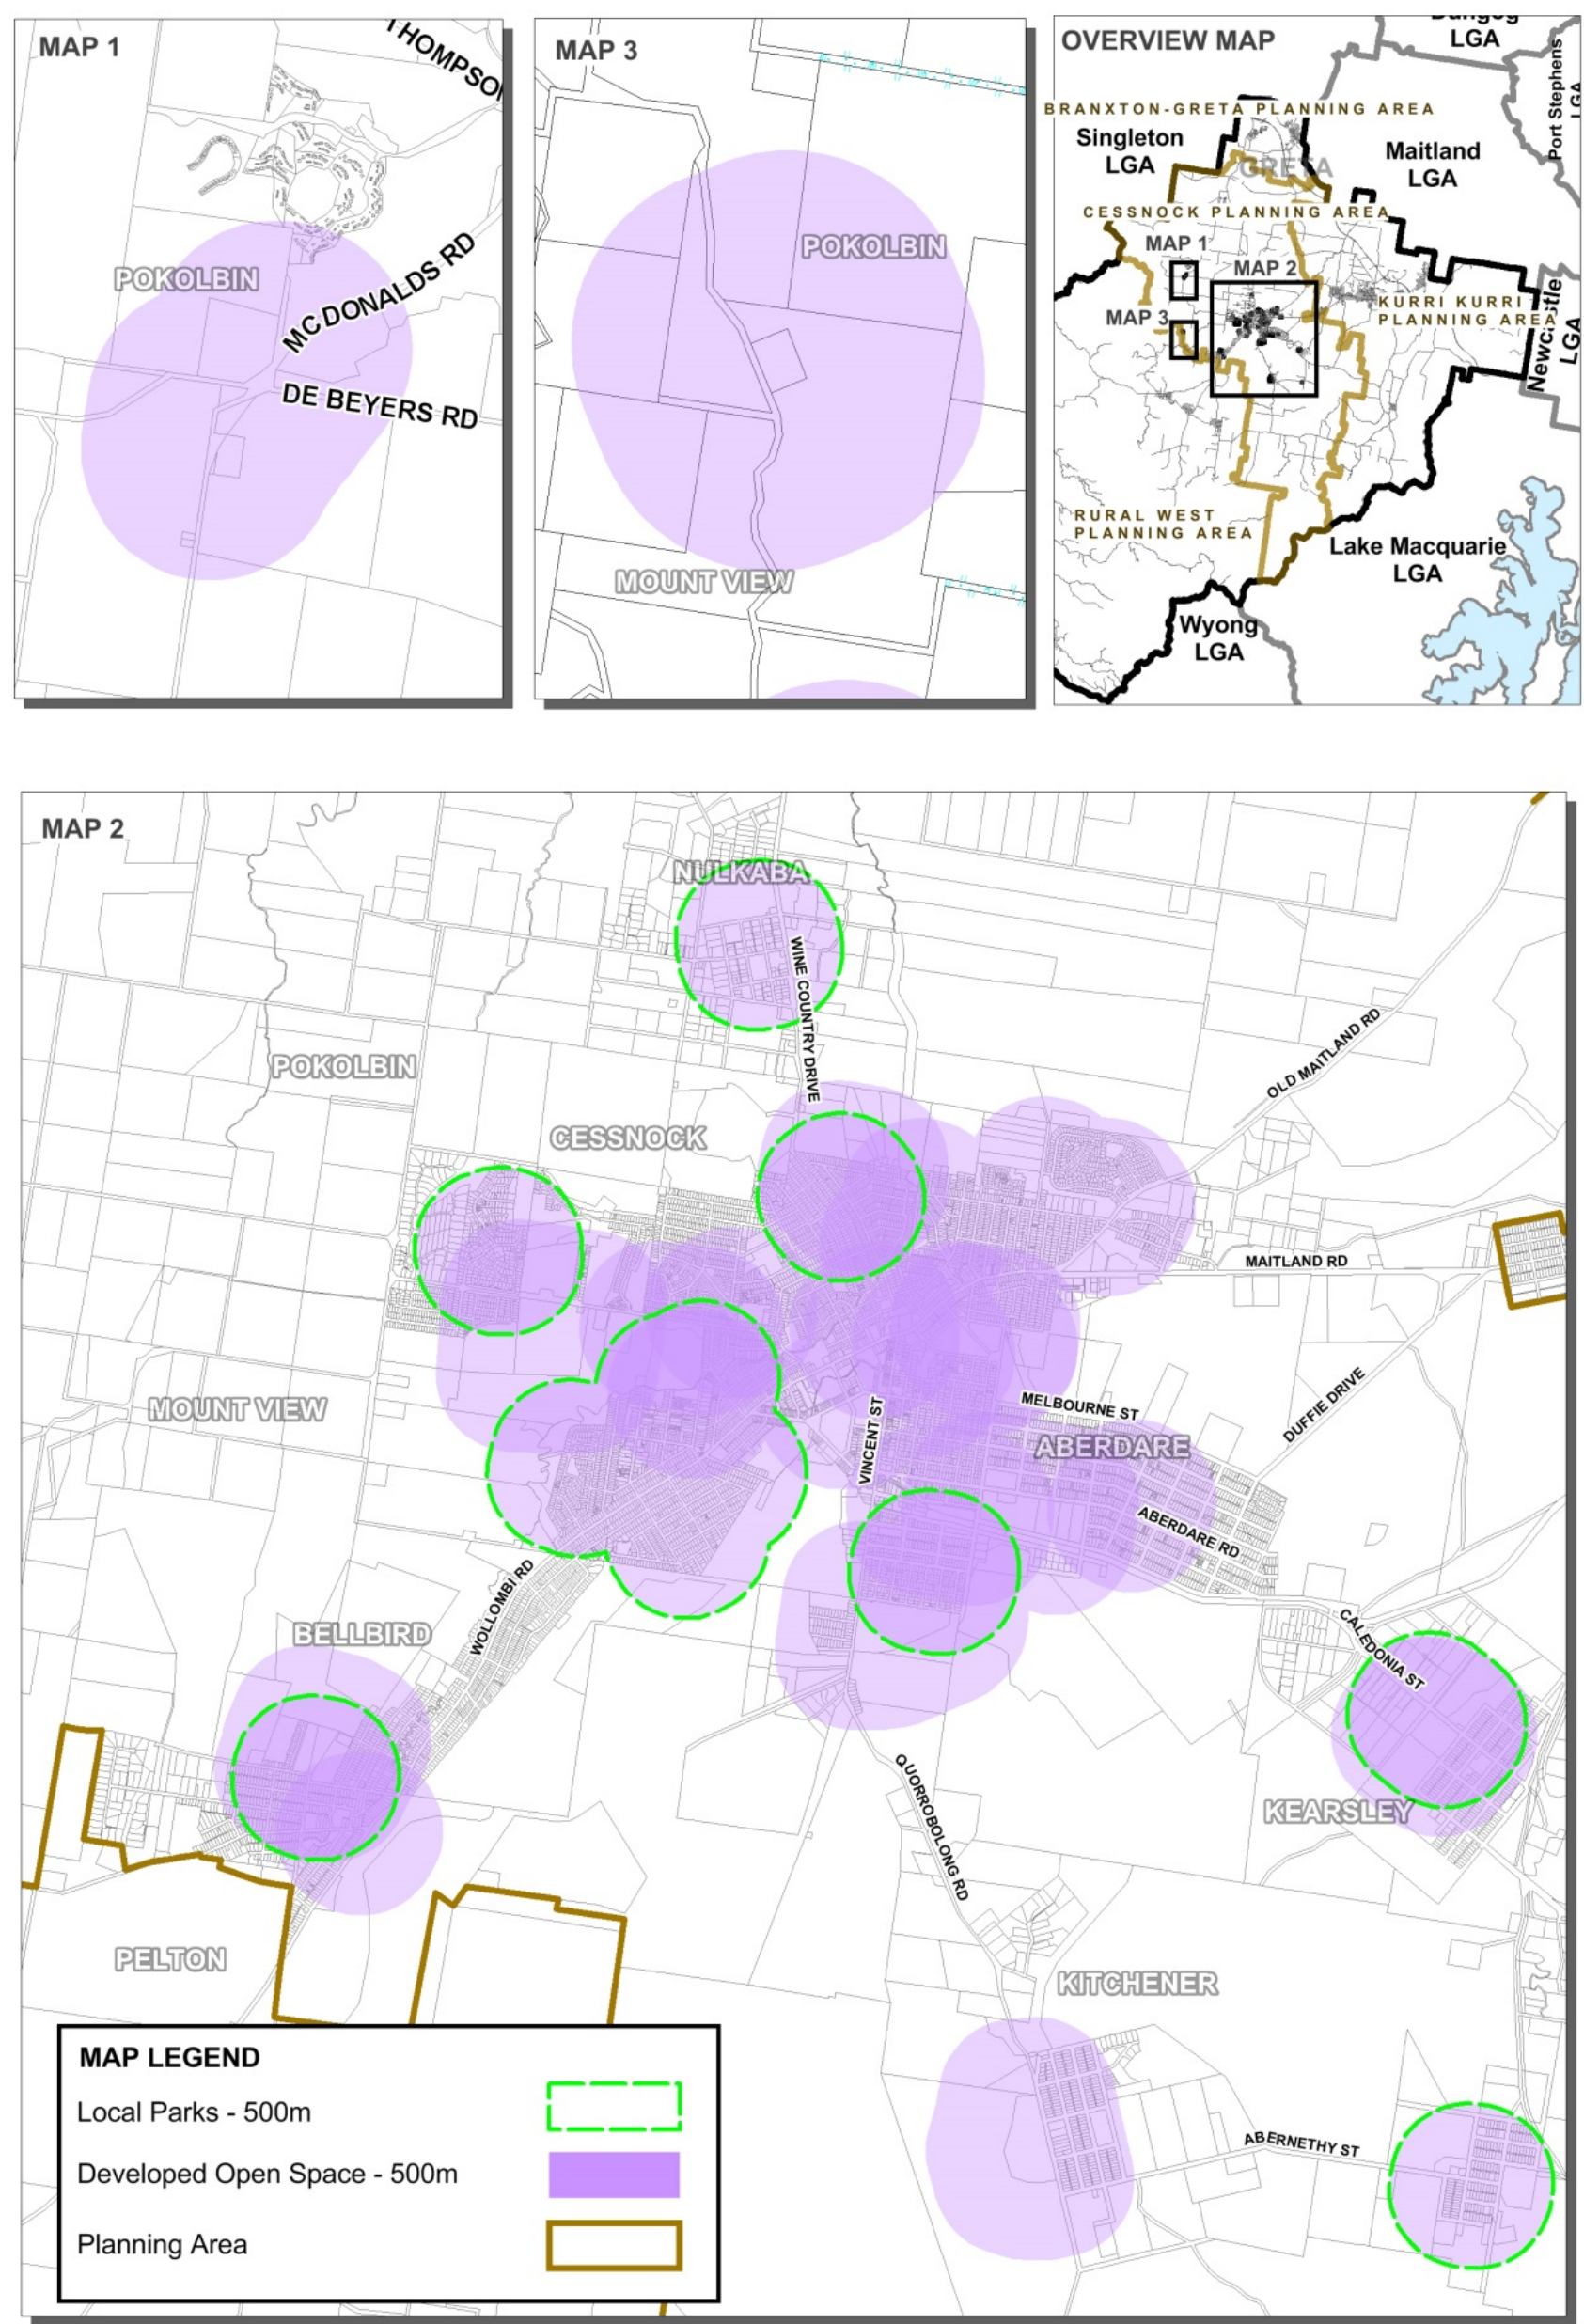 MAP 1
THOMPSON
POKOLBIN
MC DONALDS RD
DE BEYERS RD
MAP 3
POKOLBIN
MOUNT VIEW
OVERVIEW MAP
LGA
Port Stephens
LGA
BRANXTON-GRETA PLANNING AREA
Singleton
LGA
Maitland
LGA
GRETA
CESSNOCK PLANNING AREA
MAP 1
MAP 2
MAP 3
KURRI KURRI
PLANNING AREA
Newcastle
LGA
RURAL WEST
PLANNING AREA
Lake Macquarie
LGA
Wyong
LGA
MAP 2
NULKABA
WINE COUNTRY DRIVE
POKOLBIN
OLD MAITLAND RD
CESSNOCK
MAITLAND RD
MOUNT VIEW
VINCENT ST
MELBOURNE ST
DUFFIE DRIVE
ABERDARE
ABERDARE RD
WOLLOMBI RD
BELLBIRD
CALEDONIA ST
QUORROBOLONG RD
KEARSLEY
PELTON
KITCHENER
ABERNETHY ST
MAP LEGEND
Local Parks - 500m
Developed Open Space - 500m
Planning Area